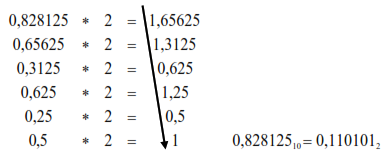 0,828125 * 2 = 1,65625
0,65625 * 2 = 1,3125
0,3125 * 2 = 0,625
0,625 * 2 = 1,25
0,25 * 2 = 0,5
0,5 * 2 = 1 0,828125₁₀ = 0,110101₂